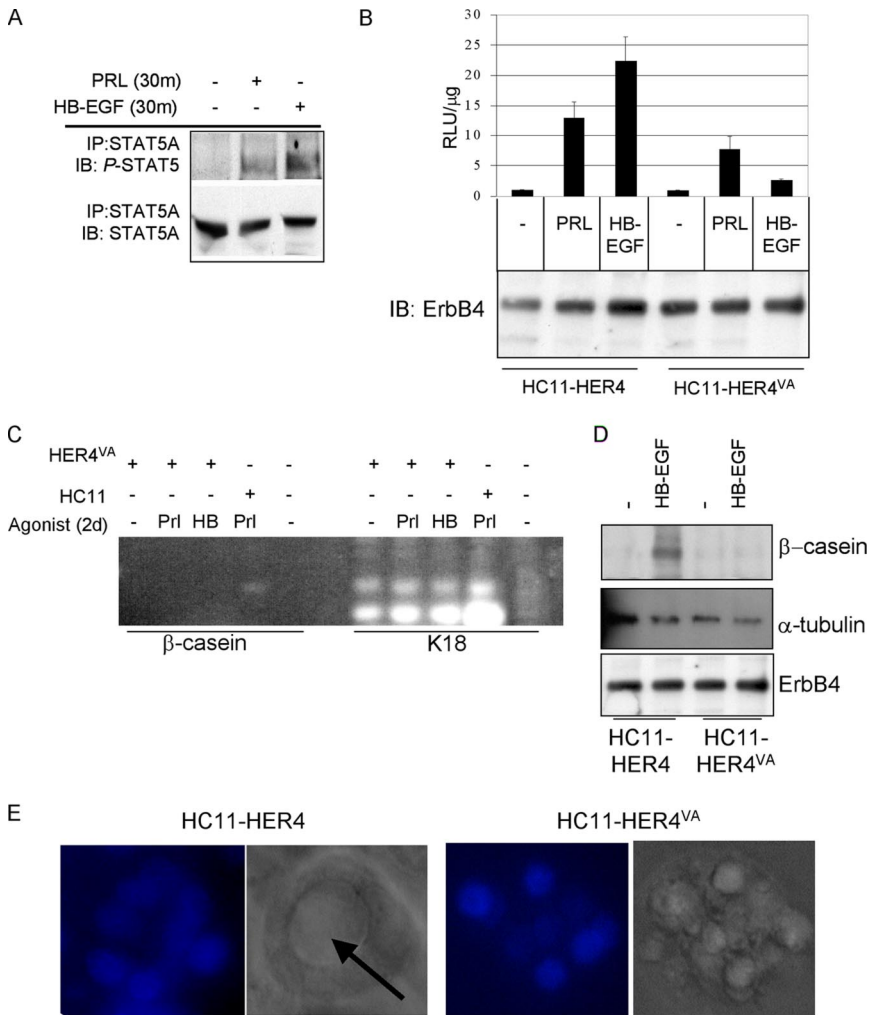 A
PRL (30m) - + -
HB-EGF (30m) - - +
IP:STAT5A
IB: P-STAT5
IP:STAT5A
IB: STAT5A
B
RLU/µg
30
25
20
15
10
5
0
- PRL HB-EGF - PRL HB-EGF
IB: ErbB4
HC11-HER4 HC11-HER4VA
C
HER4VA + + + - - + + + - -
HC11 - - - + - - - - + -
Agonist (2d) - Prl HB Prl - - Prl HB Prl -
β-casein K18
D
- HB-EGF - HB-EGF
β-casein
α-tubulin
ErbB4
HC11-HER4 HC11-HER4VA
E
HC11-HER4 HC11-HER4VA